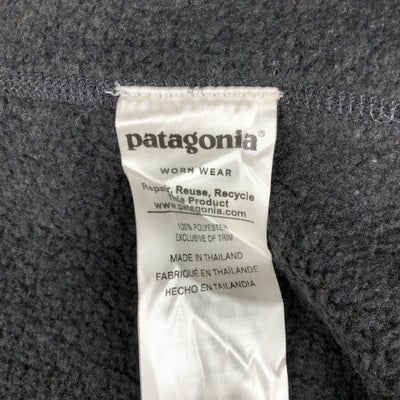 patagonia®
WORN WEAR
Repair, Reuse, Recycle
This Product
www.patagonia.com
100% POLYESTER
EXCLUSIVE OF TRIM
MADE IN THAILAND
FABRIQUÉ EN THAÏLANDE
HECHO EN TAILANDIA